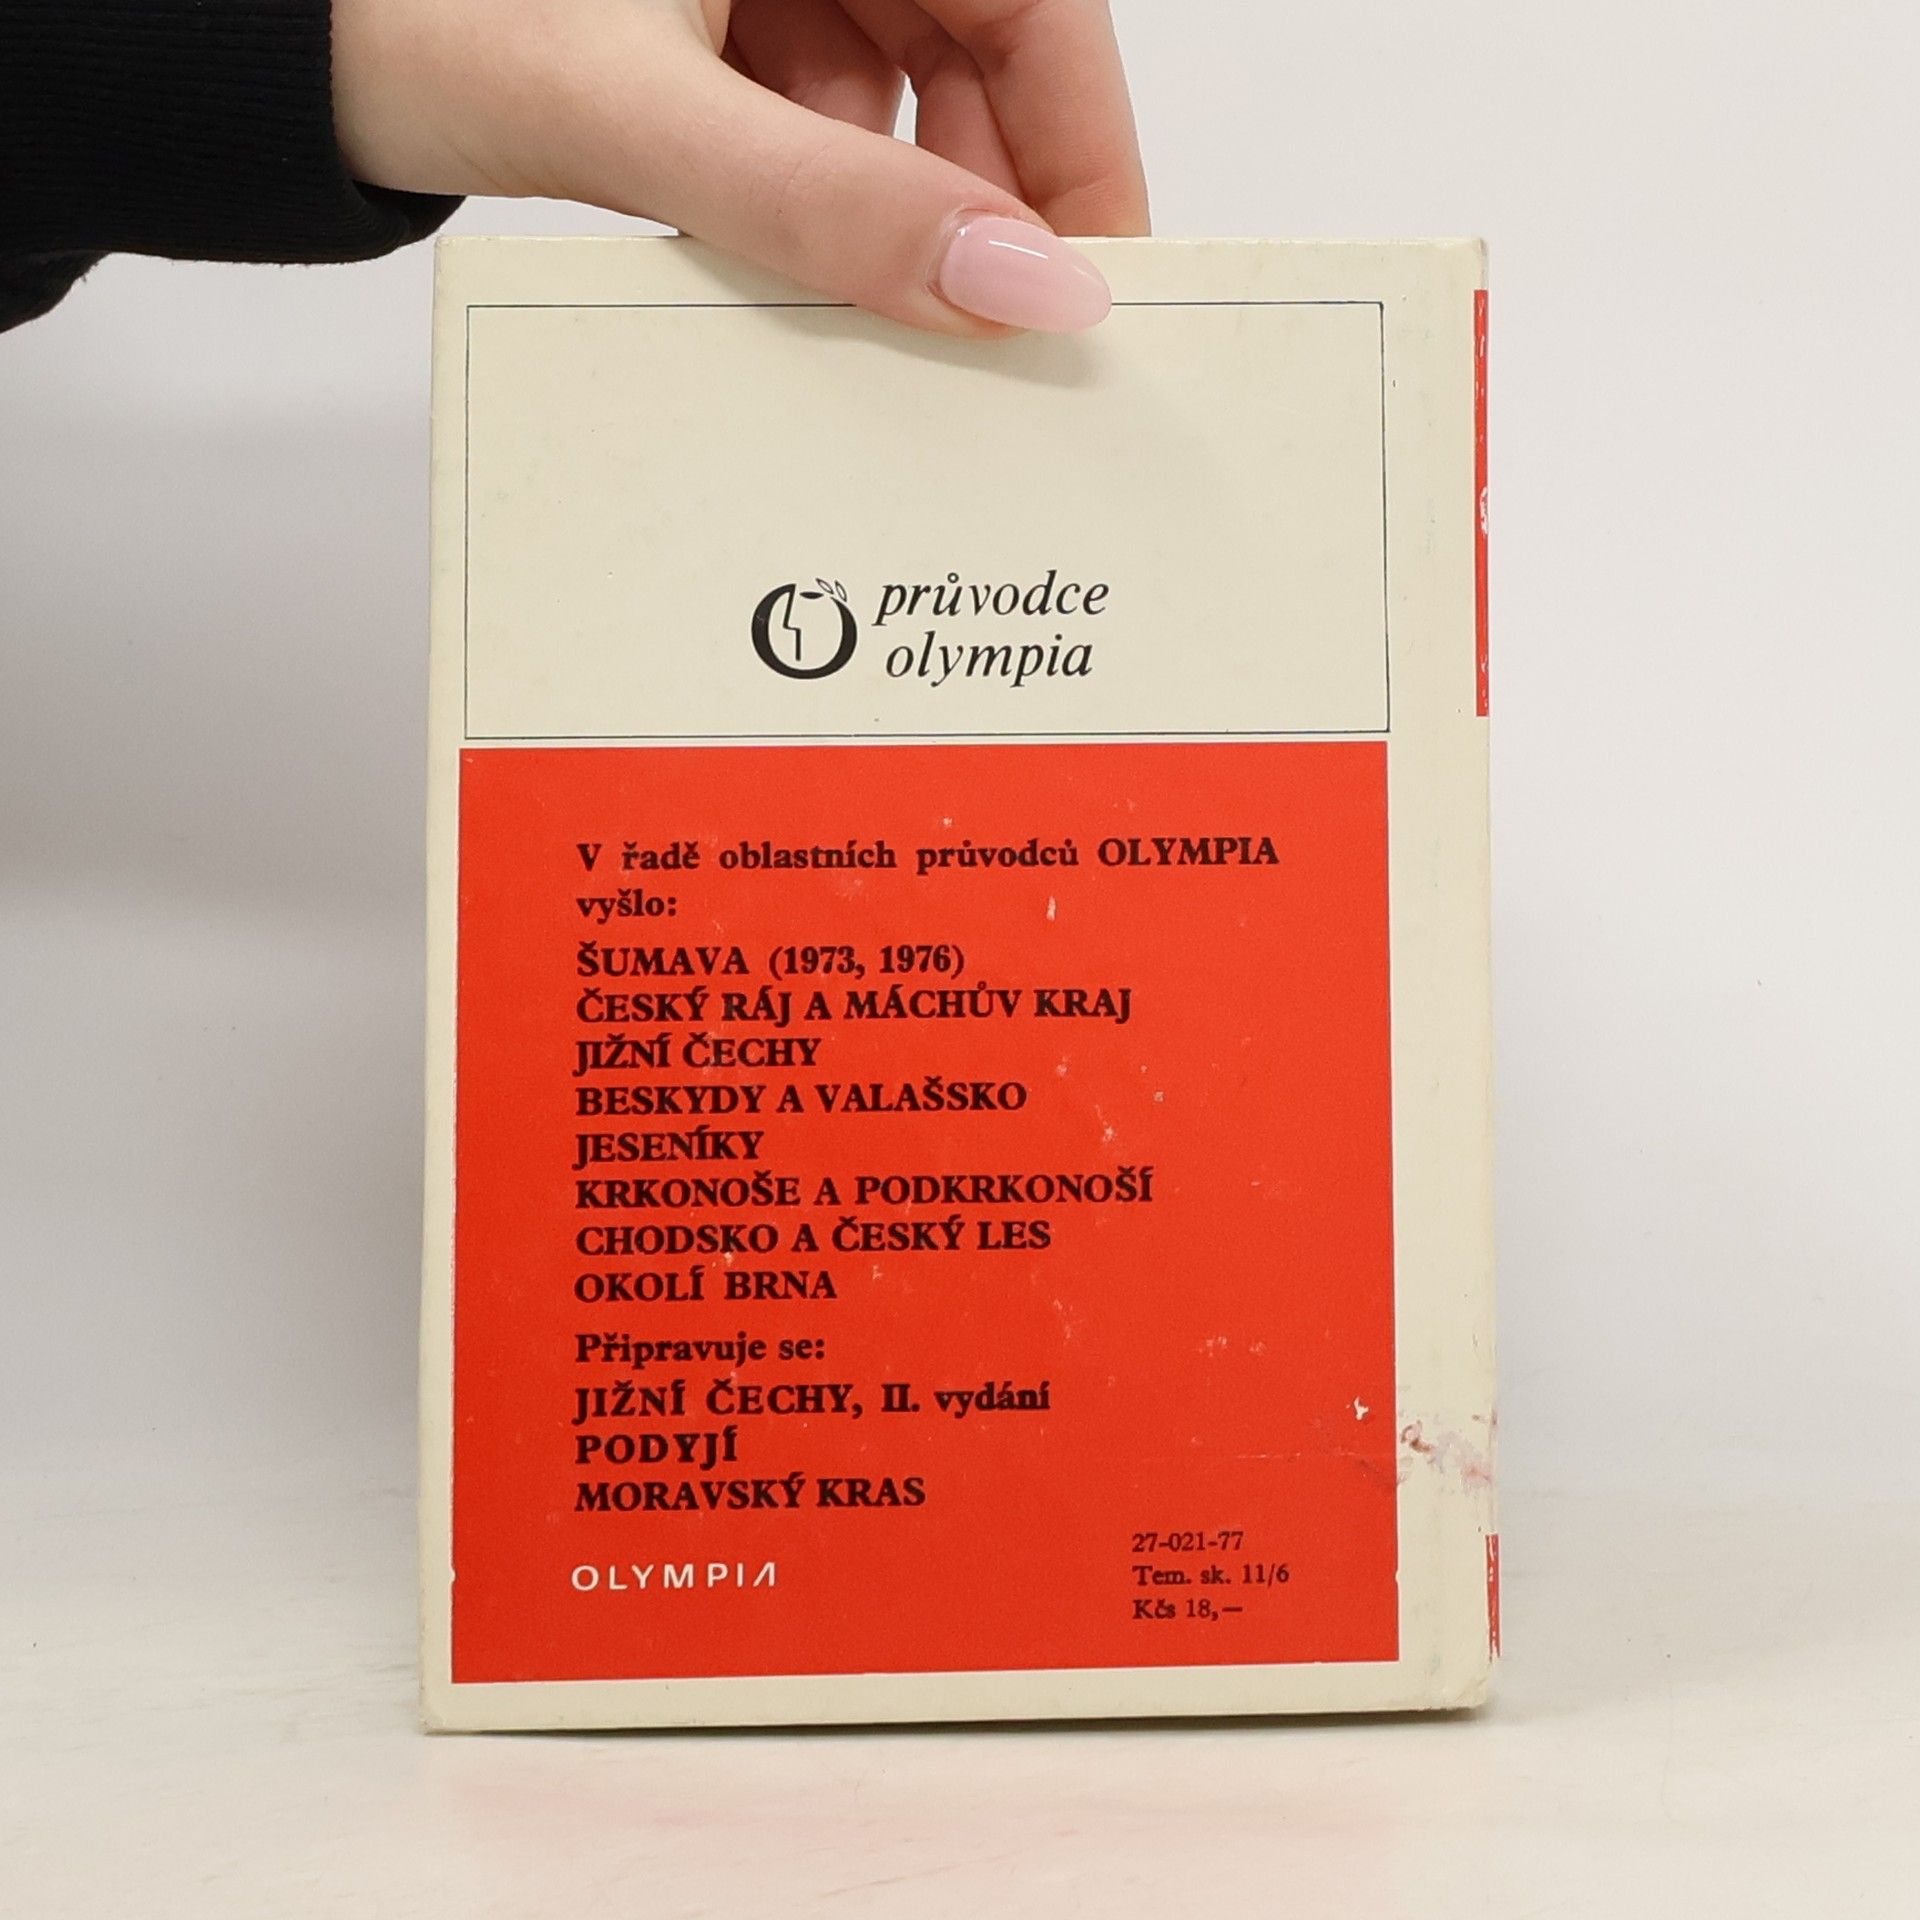 průvodce
olympia
V řadě oblastních průvodců OLYMPIA
vyšlo:
ŠUMAVA (1973, 1976)
ČESKÝ RÁJ A MÁCHŮV KRAJ
JIŽNÍ ČECHY
BESKYDY A VALAŠSKO
JESENÍKY
KRKONOŠE A PODKRKONOŠÍ
CHODSKO A ČESKÝ LES
OKOLÍ BRNA
Připravuje se:
JIŽNÍ ČECHY, II. vydání
PODYJÍ
MORAVSKÝ KRAS
OLYMPIA
27-021-77
Tem. sk. 11/6
Kčs 18,—